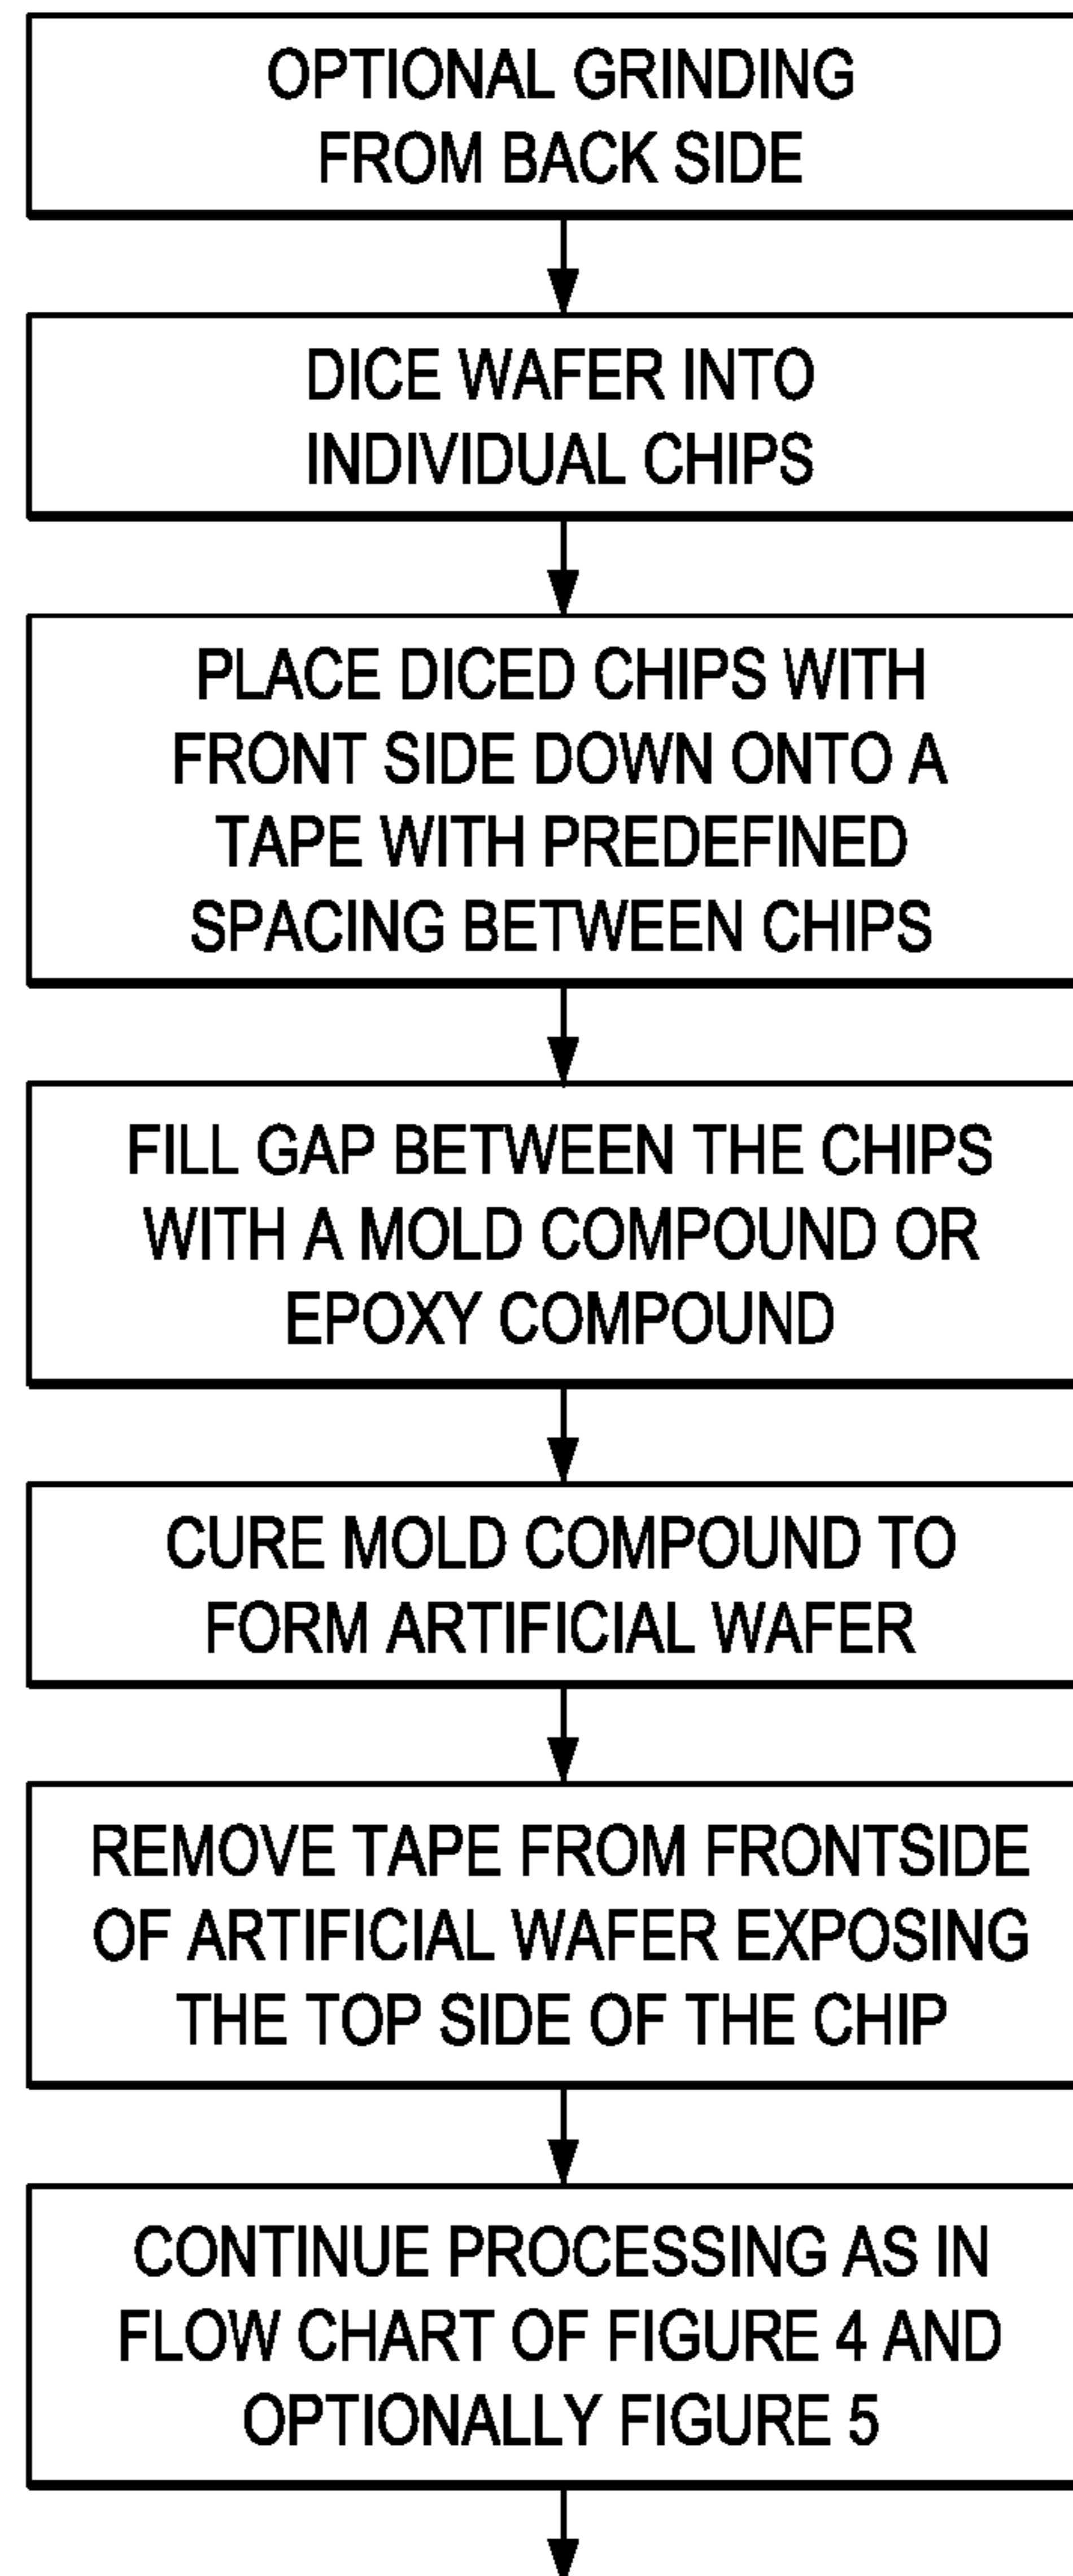 OPTIONAL GRINDING
FROM BACK SIDE
DICE WAFER INTO
INDIVIDUAL CHIPS
PLACE DICED CHIPS WITH
FRONT SIDE DOWN ONTO A
TAPE WITH PREDEFINED
SPACING BETWEEN CHIPS
FILL GAP BETWEEN THE CHIPS
WITH A MOLD COMPOUND OR
EPOXY COMPOUND
CURE MOLD COMPOUND TO
FORM ARTIFICIAL WAFER
REMOVE TAPE FROM FRONTSIDE
OF ARTIFICIAL WAFER EXPOSING
THE TOP SIDE OF THE CHIP
CONTINUE PROCESSING AS IN
FLOW CHART OF FIGURE 4 AND
OPTIONALLY FIGURE 5